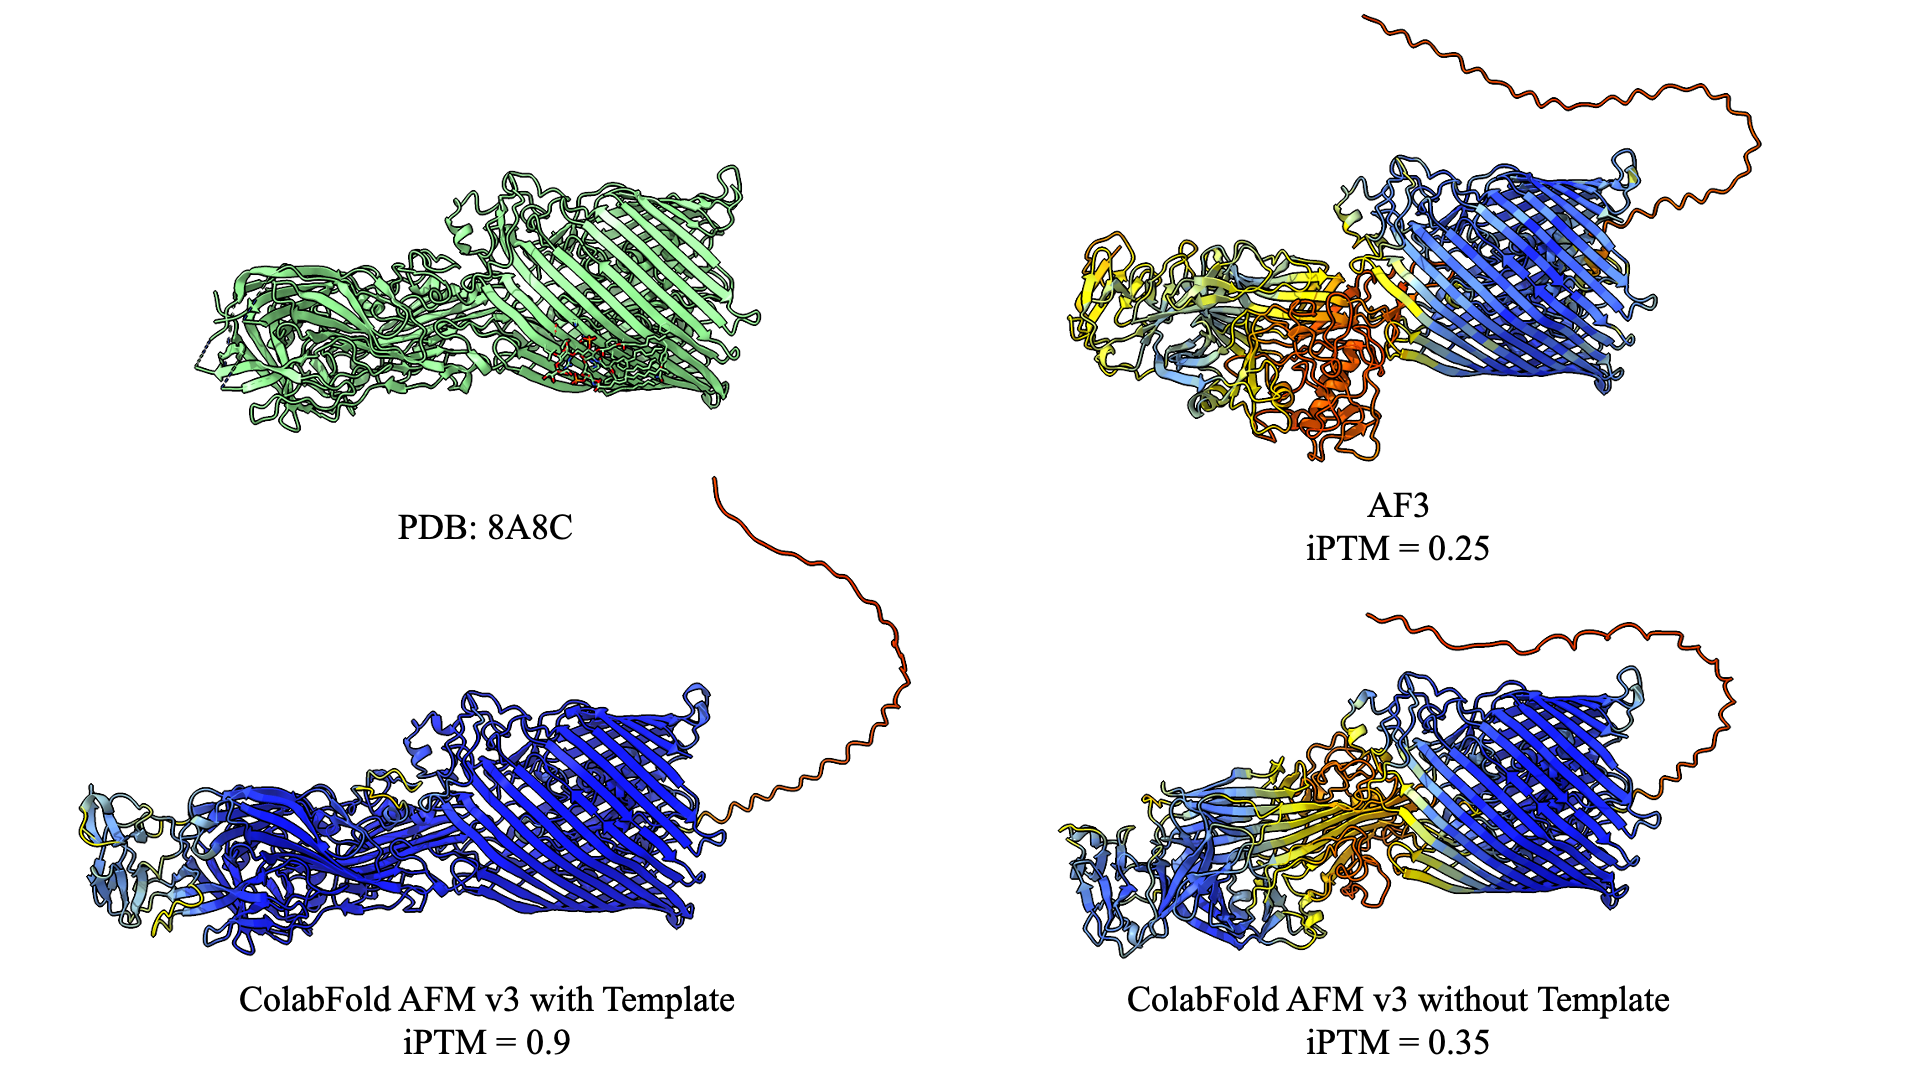 PDB: 8A8C
AF3
iPTM = 0.25
ColabFold AFM v3 with Template
iPTM = 0.9
ColabFold AFM v3 without Template
iPTM = 0.35